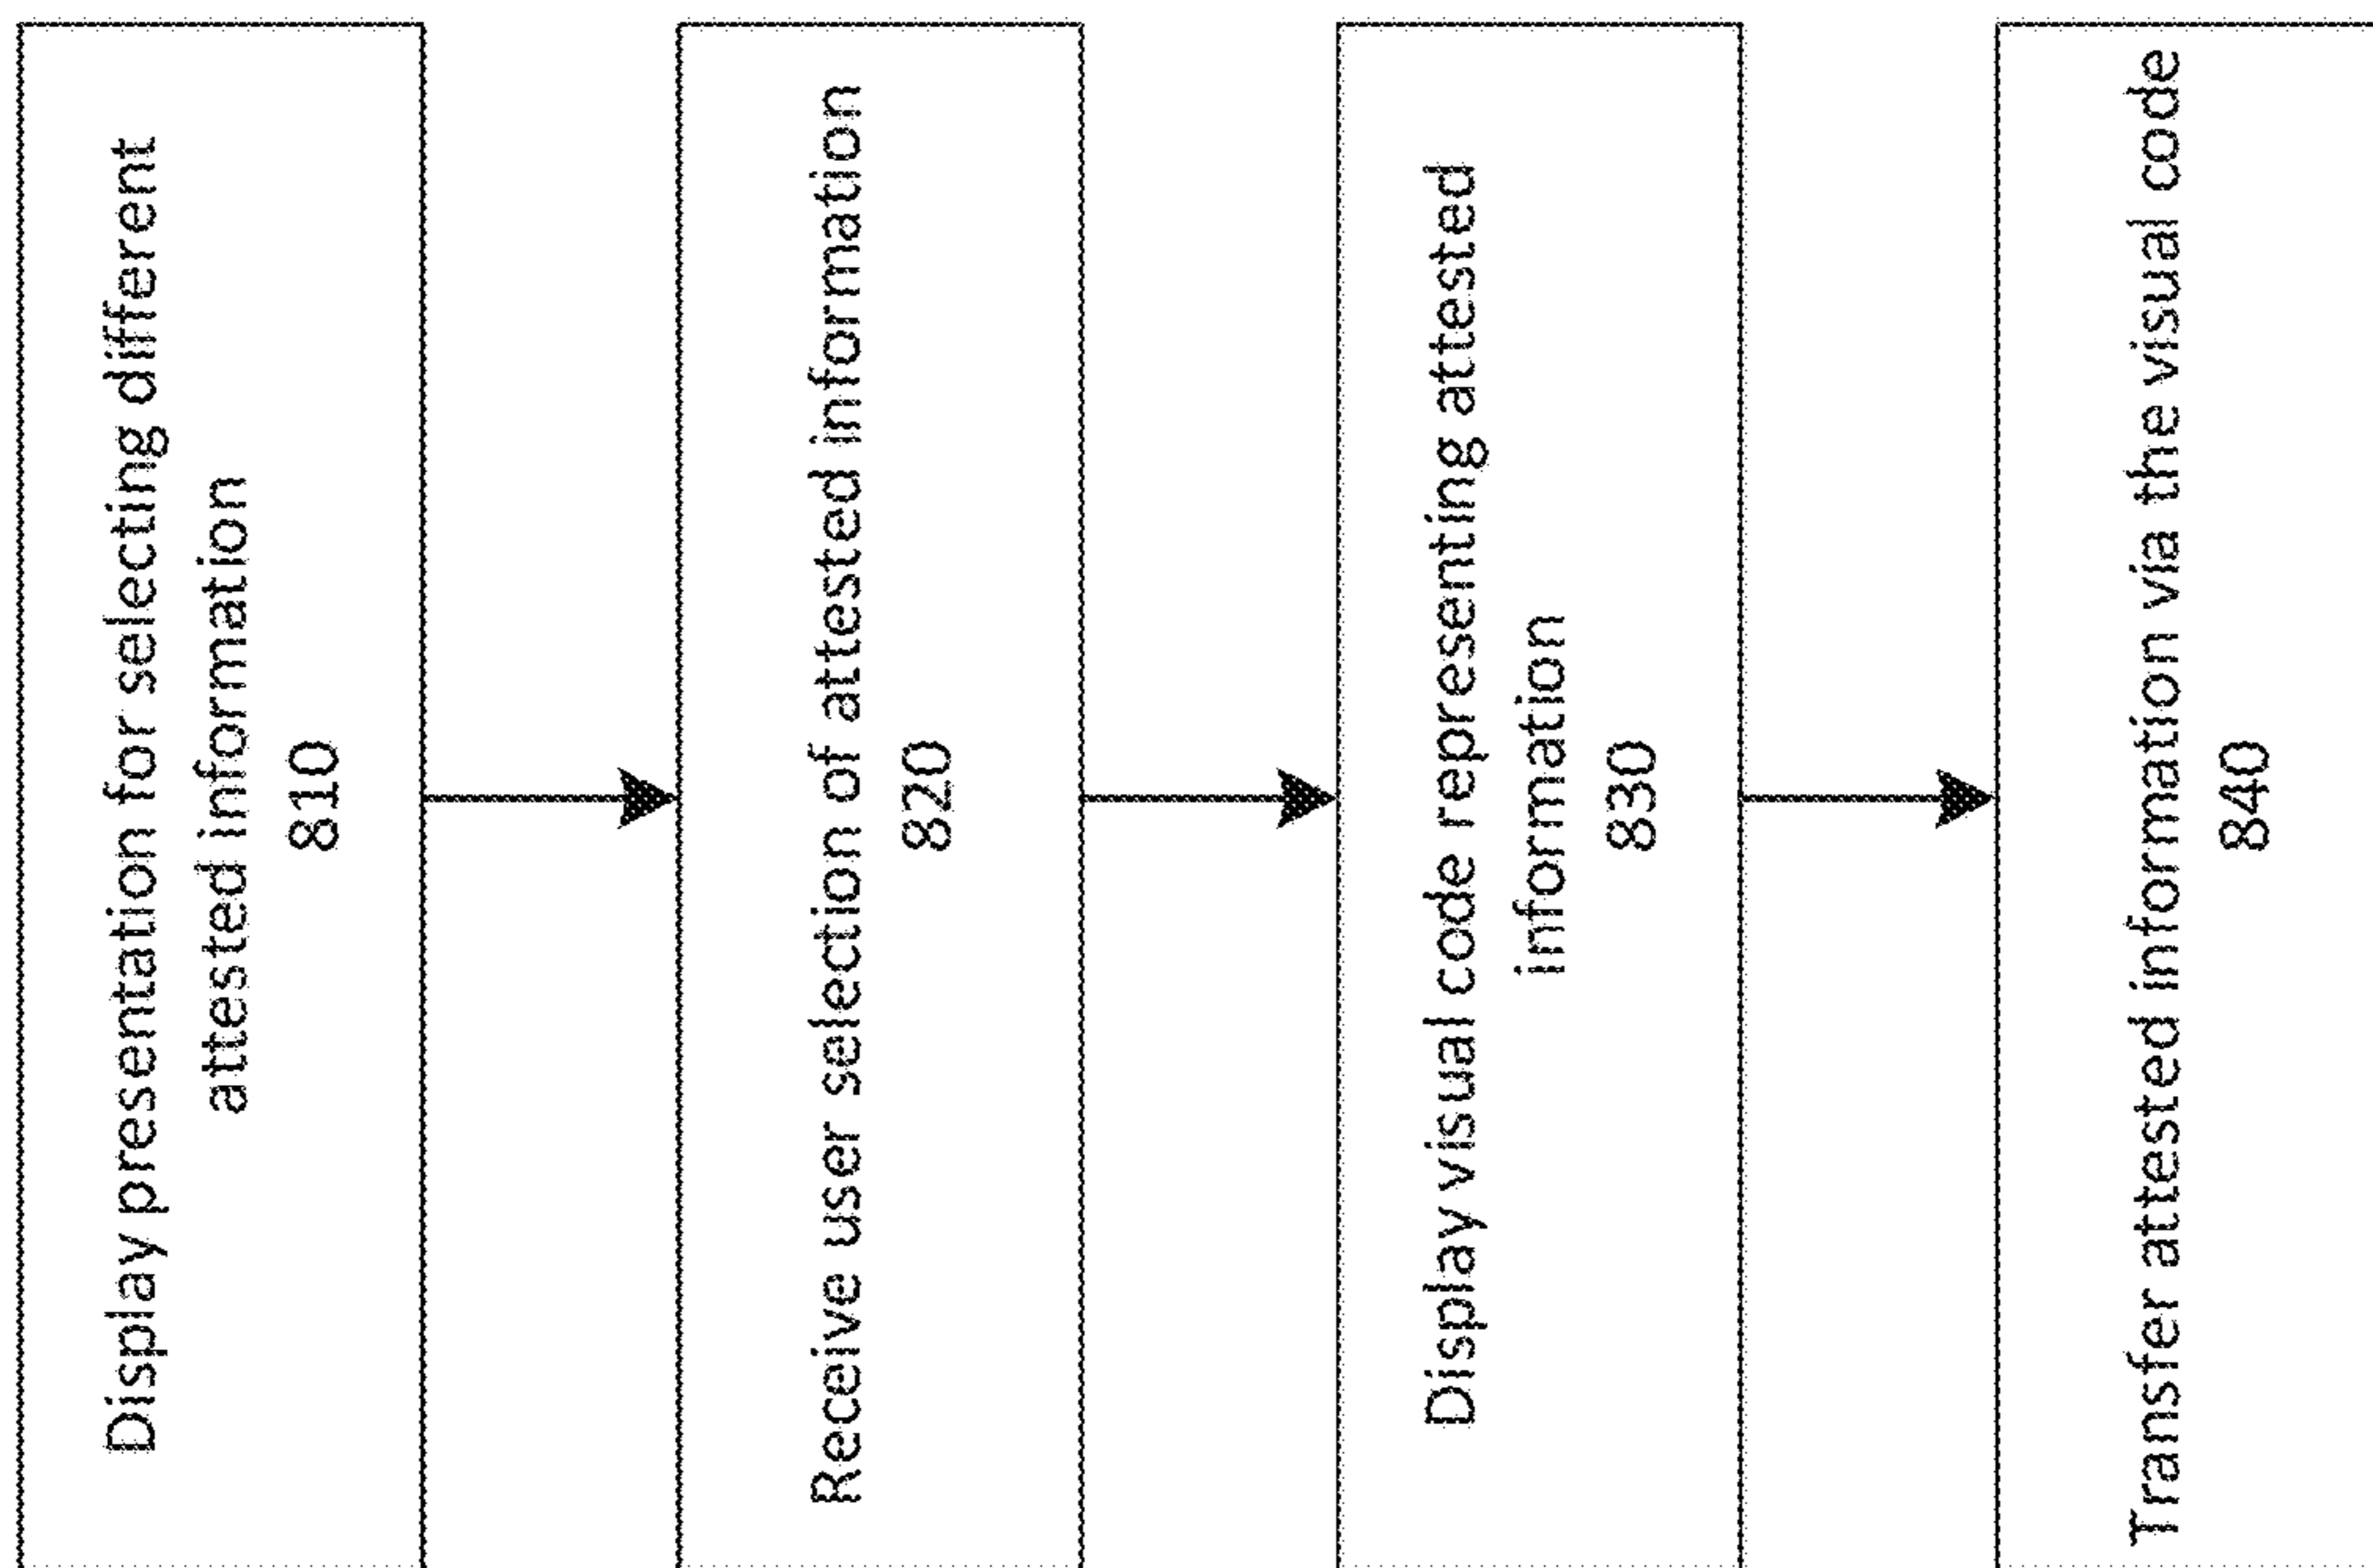 Display presentation for selecting different
attested information
810
Receive user selection of attested information
820
Display visual code representing attested
information
830
Transfer attested information via the visual code
840